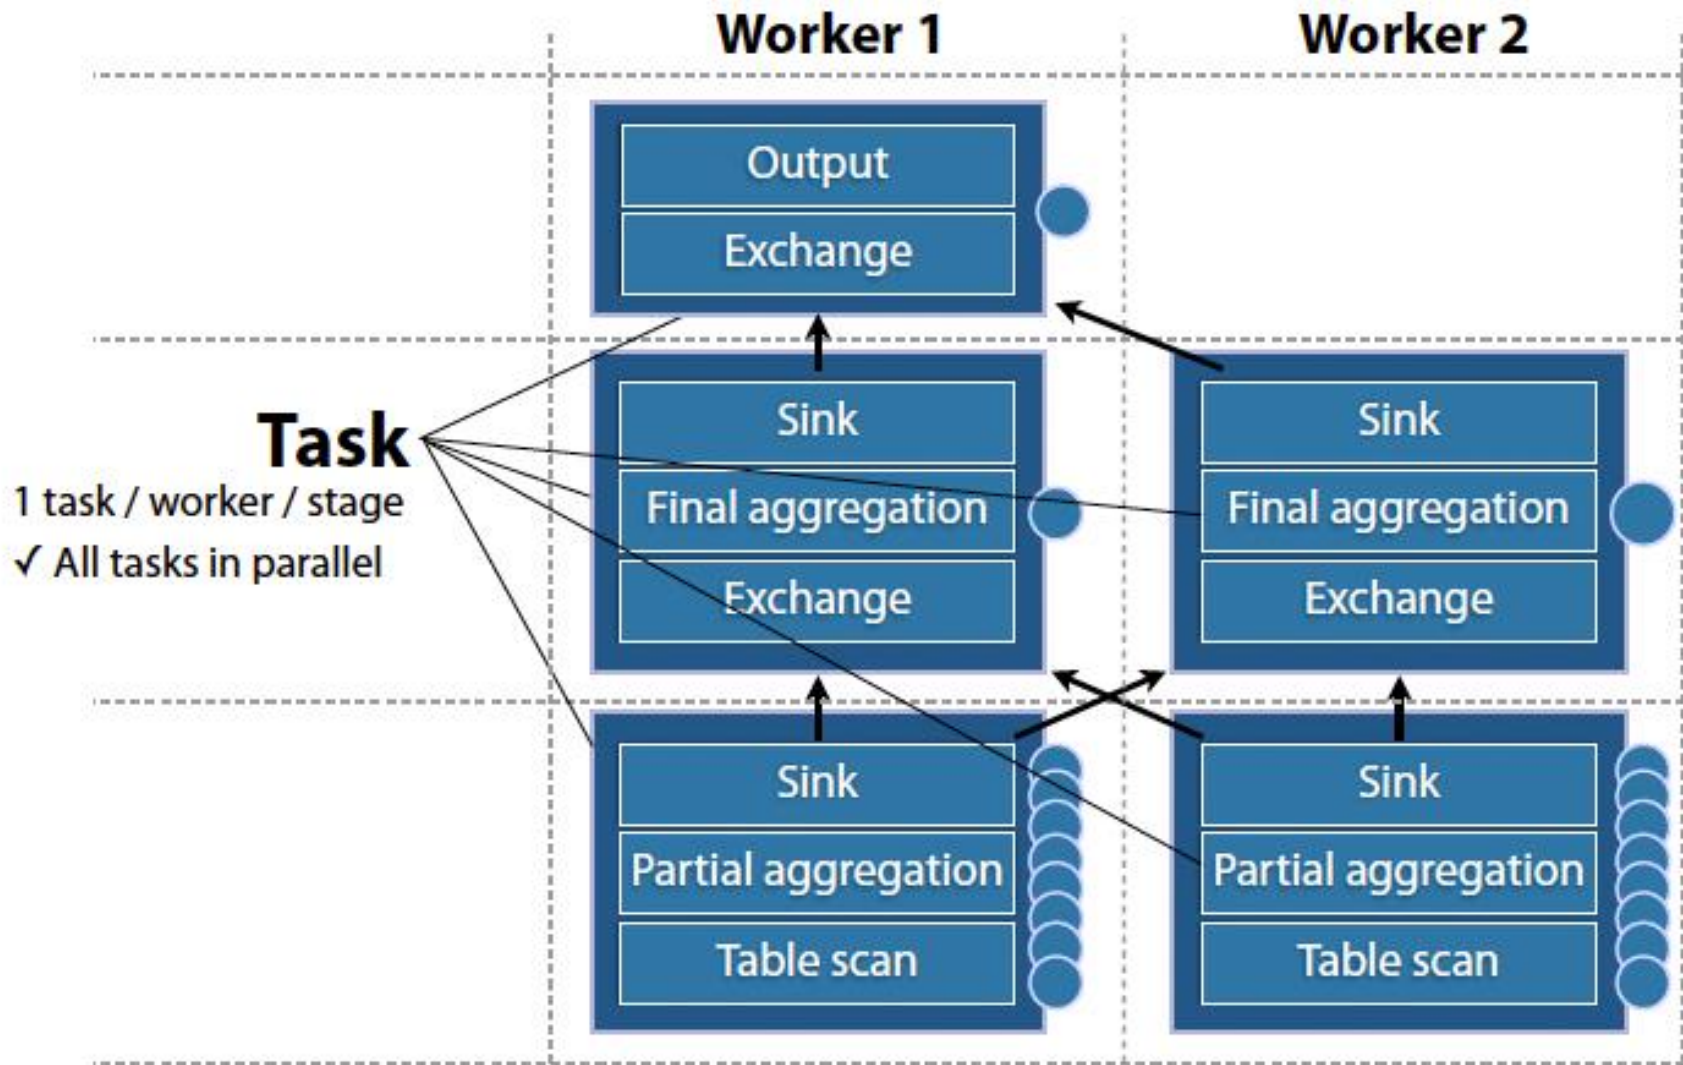 Worker 1
Worker 2
Output
Exchange
Task
1 task / worker / stage
✓ All tasks in parallel
Sink
Final aggregation
Exchange
Sink
Final aggregation
Exchange
Sink
Partial aggregation
Table scan
Sink
Partial aggregation
Table scan